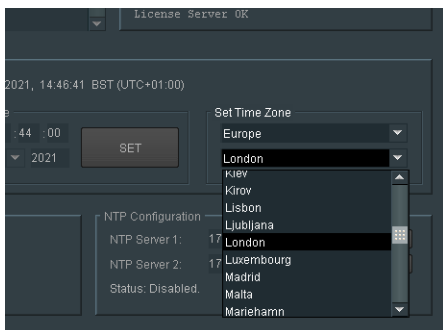 License Server OK
2021, 14:46:41 BST (UTC+01:00)
Set Time Zone
:44 :00
Europe
SET
2021
London
Kiev
Kirov
Lisbon
Ljubljana
London
Luxembourg
Madrid
Malta
Mariehamn
NTP Configuration
NTP Server 1: 17
NTP Server 2: 17
Status: Disabled.